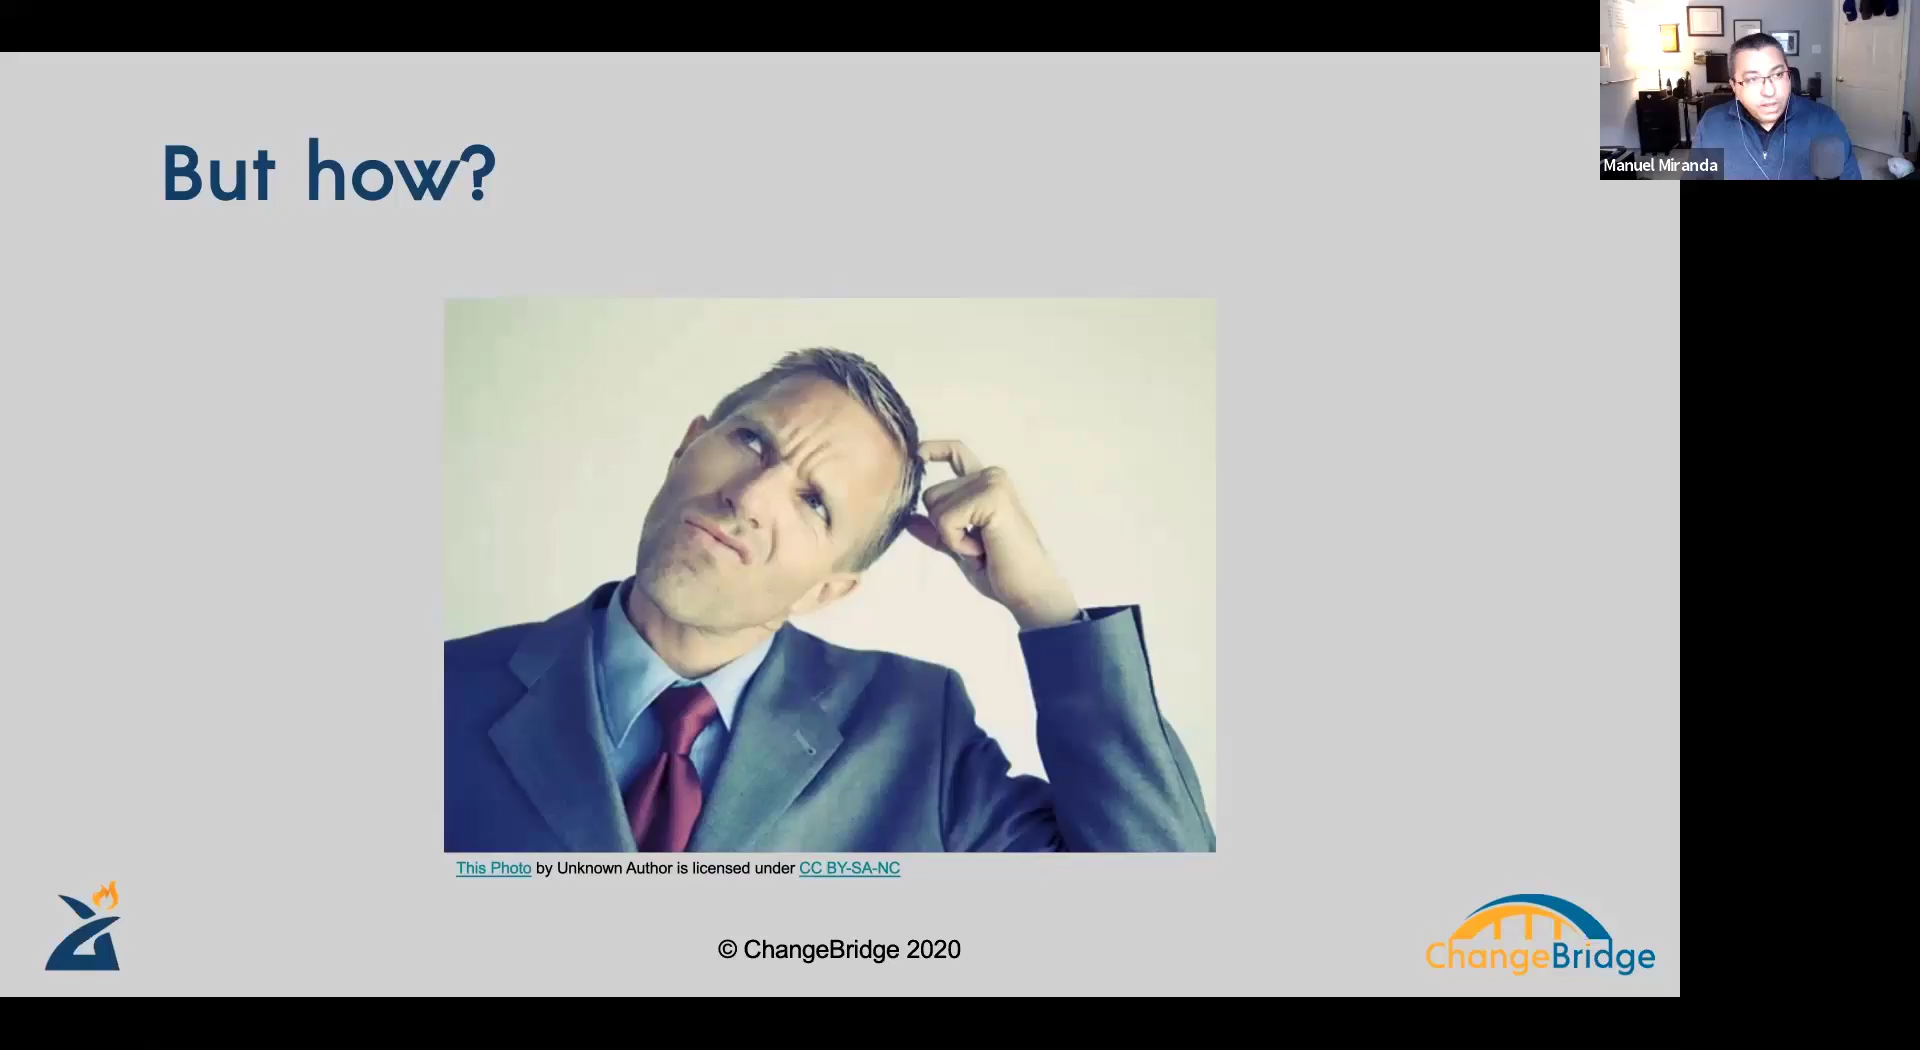 But how?
Manuel Miranda
This Photo by Unknown Author is licensed under CC BY-SA-NC
© ChangeBridge 2020
ChangeBridge